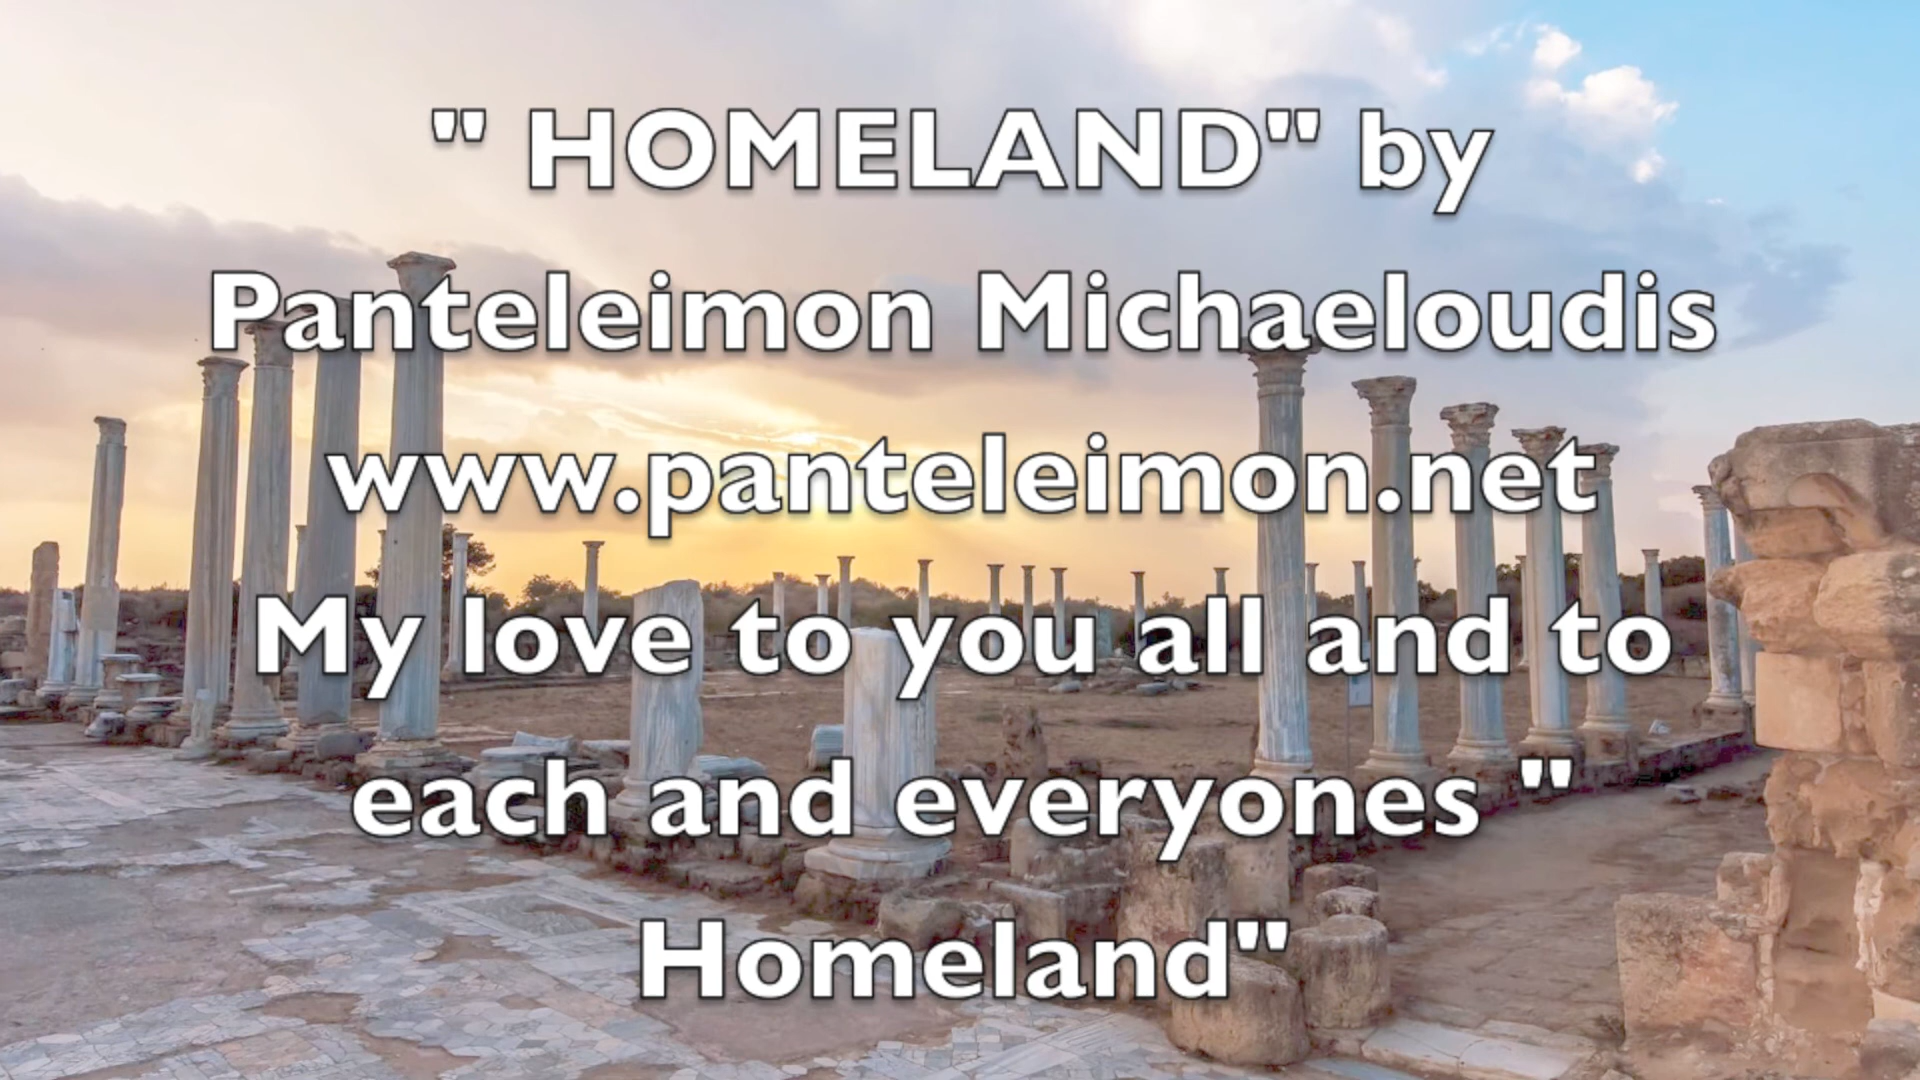 " HOMELAND" by
Panteleimon Michaeloudis
www.panteleimon.net
My love to you all and to
each and everyones "
Homeland"